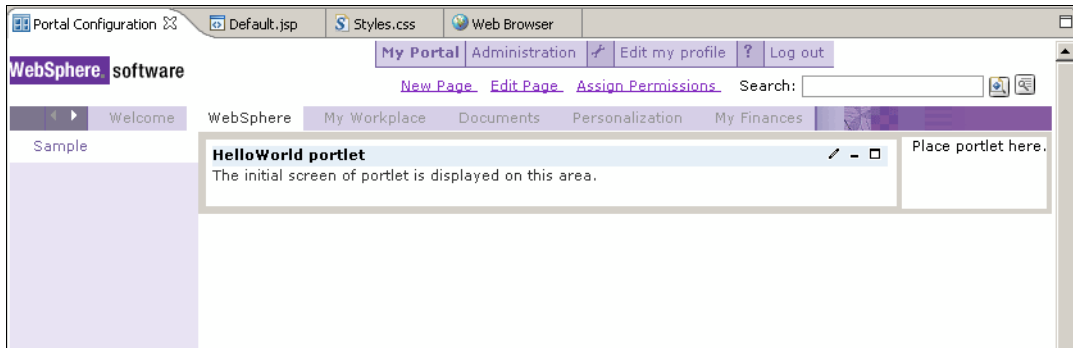 Portal Configuration Default.jsp Styles.css Web Browser
My Portal Administration Edit my profile ? Log out
WebSphere. software
New Page Edit Page Assign Permissions Search:
Welcome WebSphere My Workplace Documents Personalization My Finances
Sample
HelloWorld portlet
Place portlet here.
The initial screen of portlet is displayed on this area.